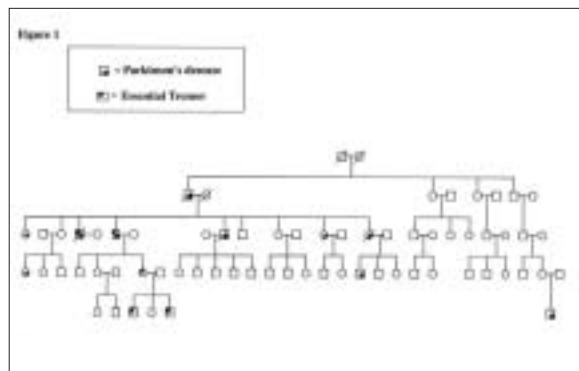 Figure 1
= Parkinson's disease
= Essential Tremor